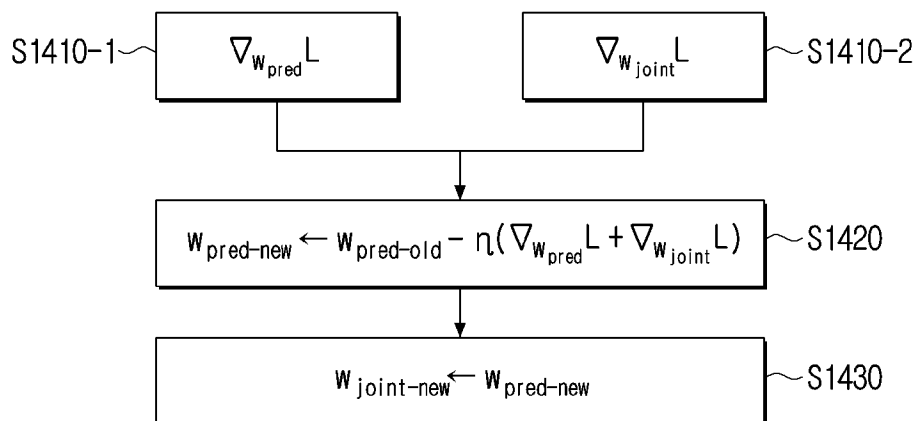 S1410-1 ∇w_pred L ∇w_joint L S1410-2
w_pred-new ← w_pred-old - η(∇w_pred L + ∇w_joint L) S1420
w_joint-new ← w_pred-new S1430